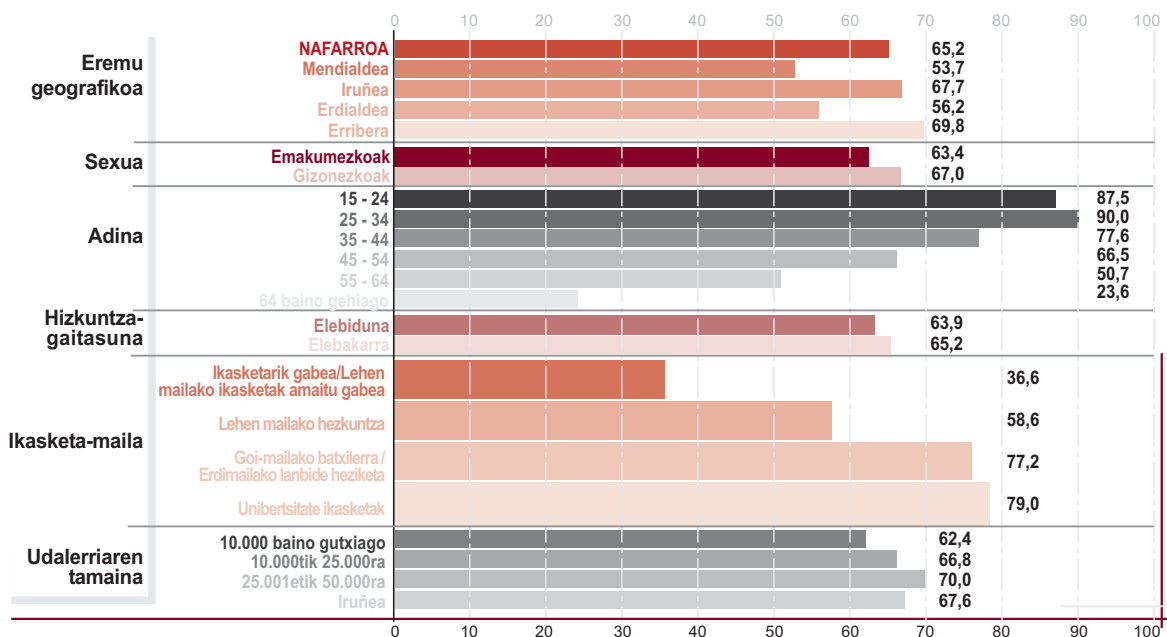 0 10 20 30 40 50 60 70 80 90 100
Eremu
geografikoa
NAFARROA 65,2
Mendialdea 53,7
Iruñea 67,7
Erdialdea 56,2
Erribera 69,8
Sexua
Emakumezkoak 63,4
Gizonezkoak 67,0
Adina
15 - 24 87,5
25 - 34 90,0
35 - 44 77,6
45 - 54 66,5
55 - 64 50,7
64 baino gehiago 23,6
Hizkuntza-
gaitasuna
Elebiduna 63,9
Elebakarra 65,2
Ikasketa-maila
Ikasketarik gabea/Lehen
mailako ikasketak amaitu gabea 36,6
Lehen mailako hezkuntza 58,6
Goi-mailako batxilerra /
Erdimailako lanbide heziketa 77,2
Unibertsitate ikasketak 79,0
Udalerriaren
tamaina
10.000 baino gutxiago 62,4
10.000tik 25.000ra 66,8
25.001etik 50.000ra 70,0
Iruñea 67,6
0 10 20 30 40 50 60 70 80 90 100